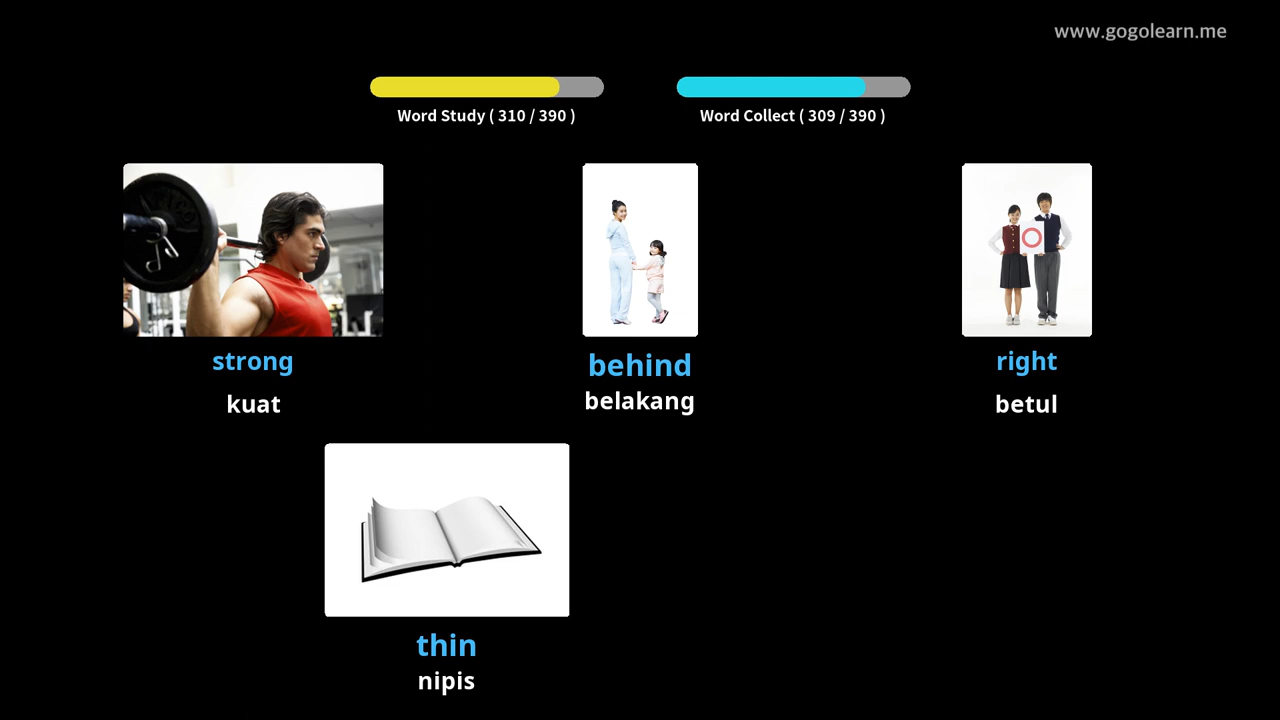 www.gogolearn.me
Word Study ( 310 / 390 )
Word Collect ( 309 / 390 )
strong
kuat
behind
belakang
right
betul
thin
nipis